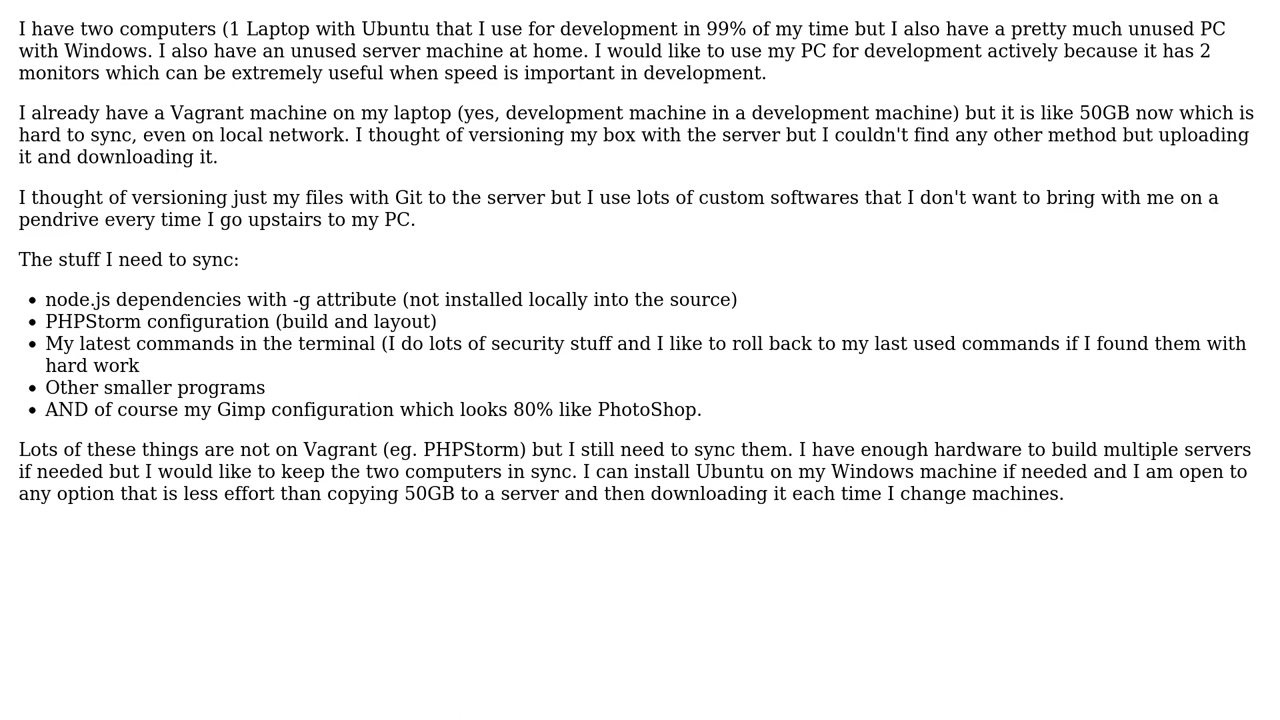 I have two computers (1 Laptop with Ubuntu that I use for development in 99% of my time but I also have a pretty much unused PC
with Windows. I also have an unused server machine at home. I would like to use my PC for development actively because it has 2
monitors which can be extremely useful when speed is important in development.
I already have a Vagrant machine on my laptop (yes, development machine in a development machine) but it is like 50GB now which is
hard to sync, even on local network. I thought of versioning my box with the server but I couldn't find any other method but uploading
it and downloading it.
I thought of versioning just my files with Git to the server but I use lots of custom softwares that I don't want to bring with me on a
pendrive every time I go upstairs to my PC.
The stuff I need to sync:
• node.js dependencies with -g attribute (not installed locally into the source)
• PHPStorm configuration (build and layout)
• My latest commands in the terminal (I do lots of security stuff and I like to roll back to my last used commands if I found them with
hard work
• Other smaller programs
• AND of course my Gimp configuration which looks 80% like PhotoShop.
Lots of these things are not on Vagrant (eg. PHPStorm) but I still need to sync them. I have enough hardware to build multiple servers
if needed but I would like to keep the two computers in sync. I can install Ubuntu on my Windows machine if needed and I am open to
any option that is less effort than copying 50GB to a server and then downloading it each time I change machines.